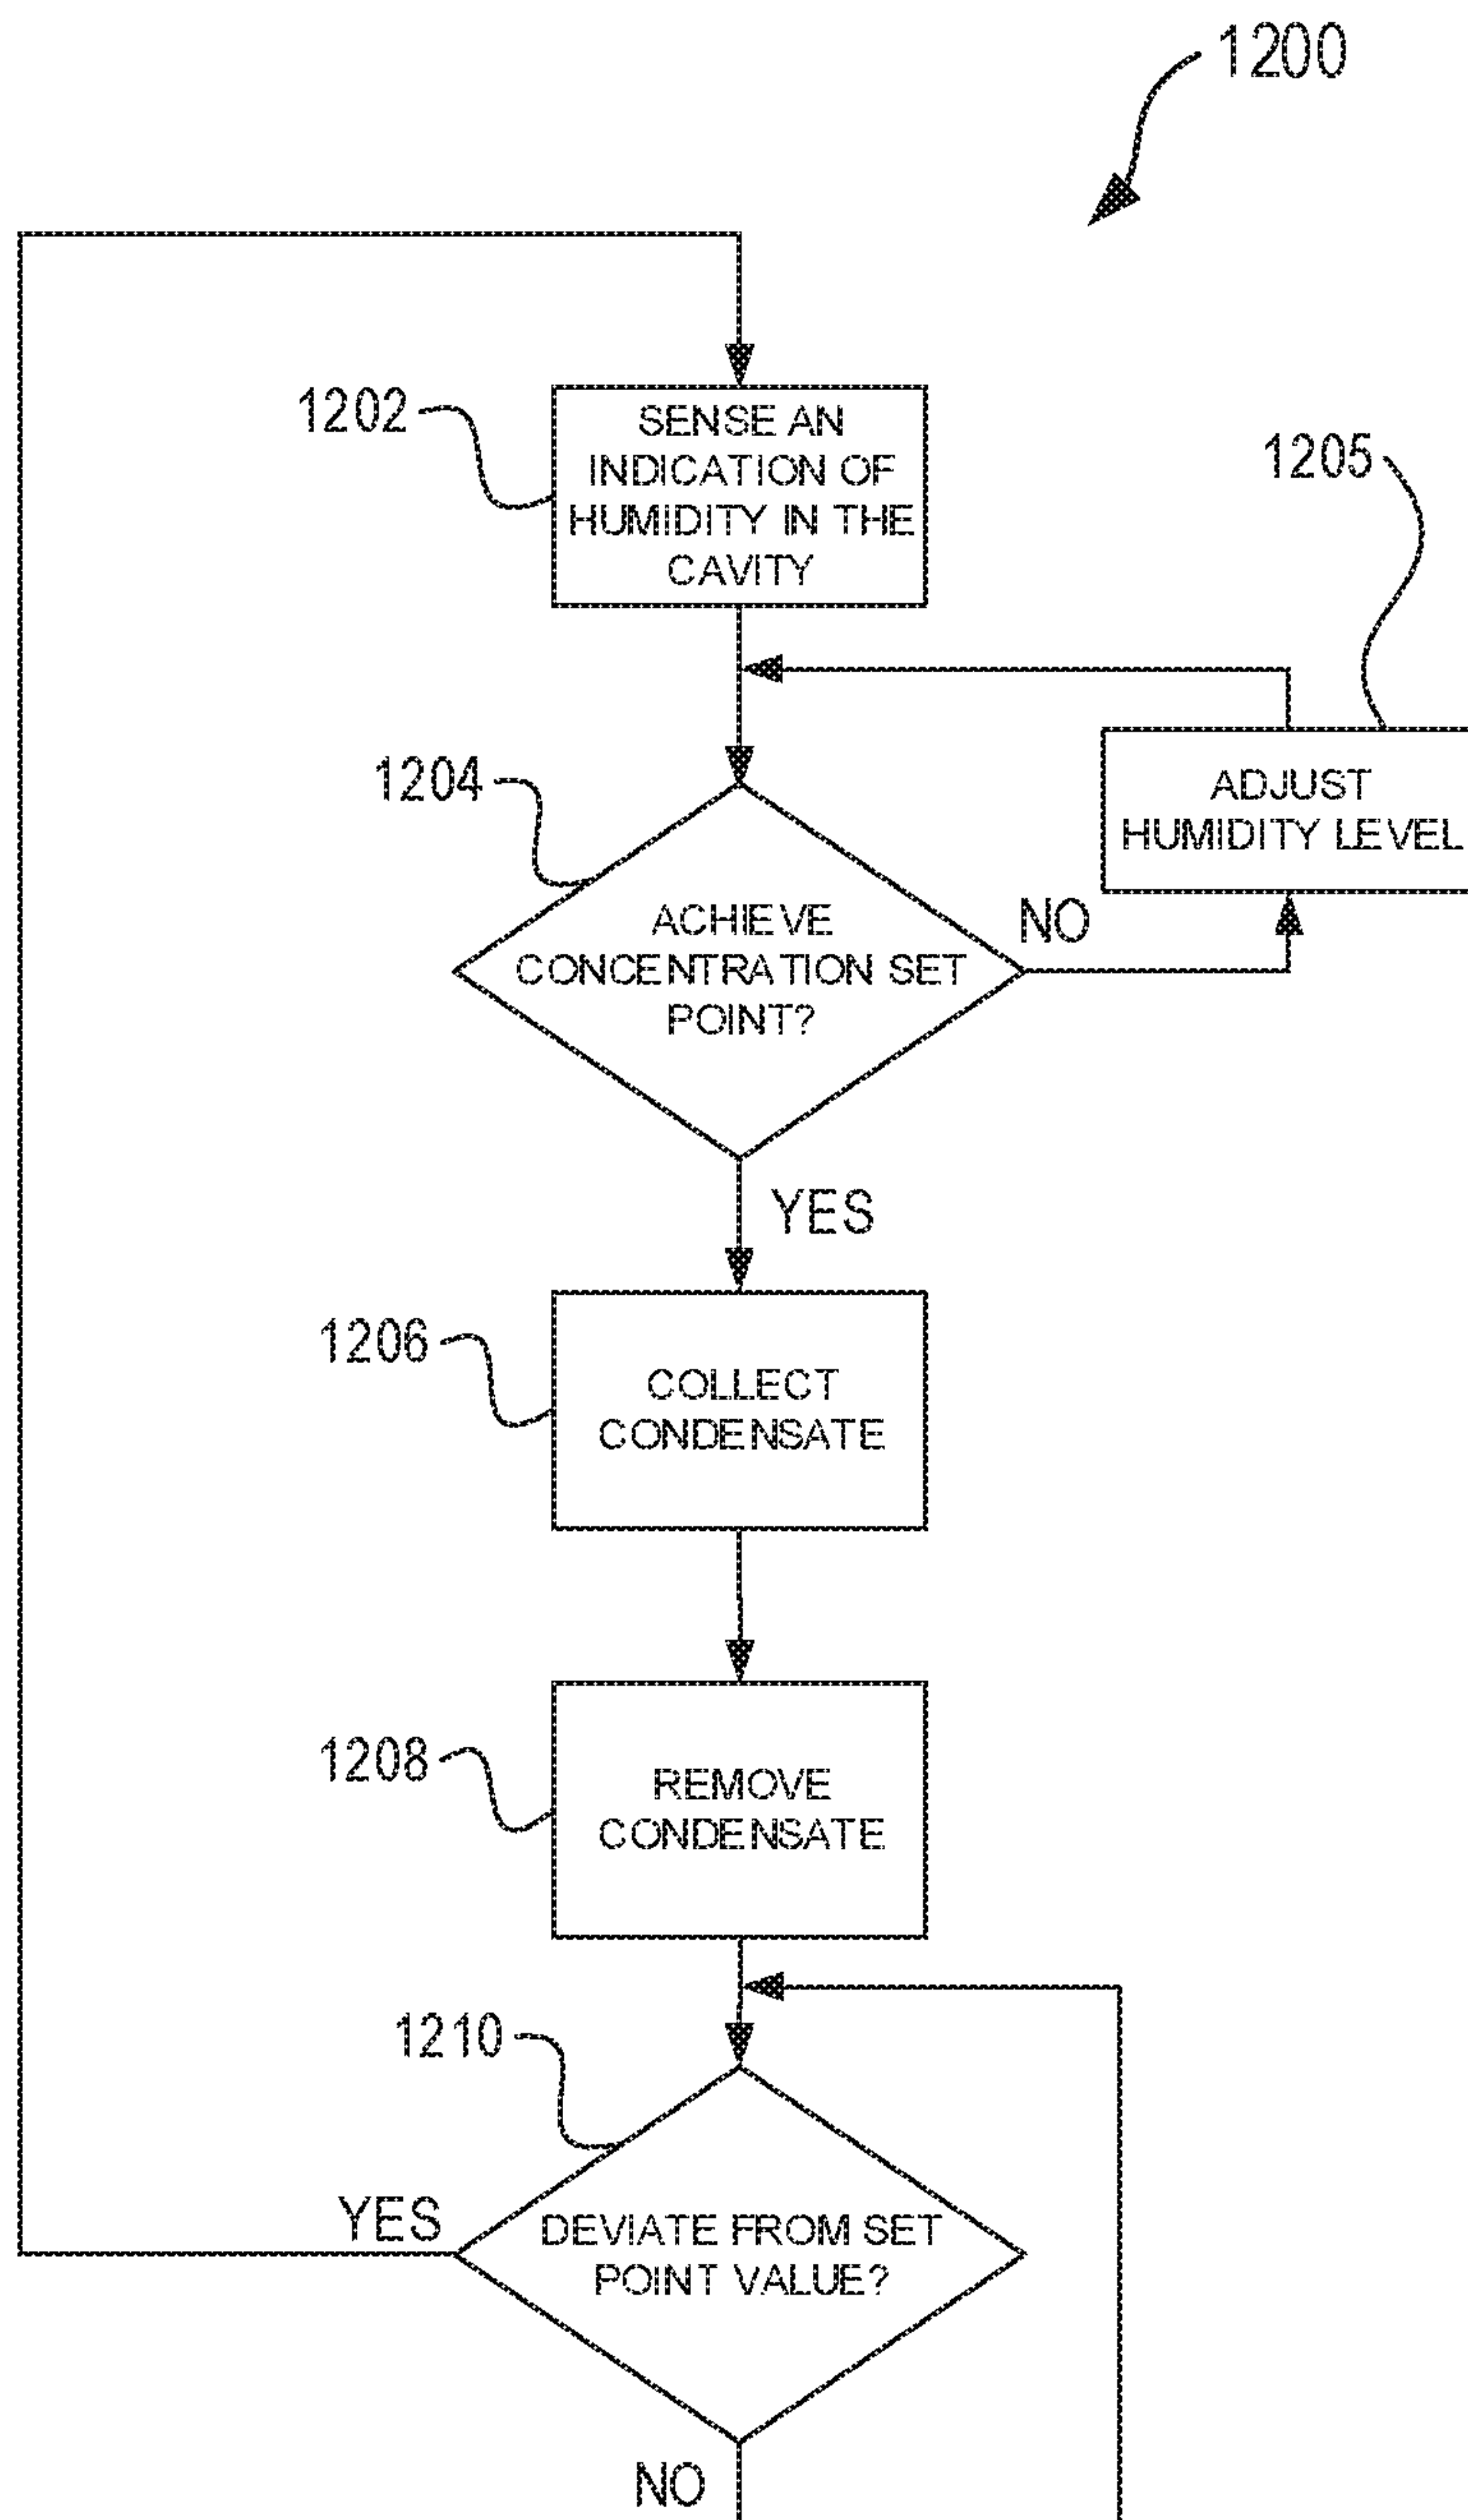 1200
1202
SENSE AN
INDICATION OF
HUMIDITY IN THE
CAVITY
1205
ADJUST
HUMIDITY LEVEL
1204
ACHIEVE
CONCENTRATION SET
POINT?
NO
YES
1206
COLLECT
CONDENSATE
1208
REMOVE
CONDENSATE
1210
YES
DEVIATE FROM SET
POINT VALUE?
NO